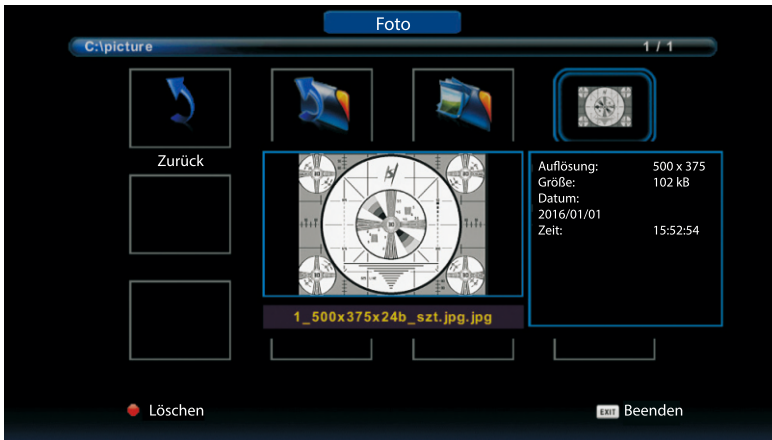 Foto
C:\picture
1 / 1
Zurück
Auflösung: 500 x 375
Größe: 102 kB
Datum:
2016/01/01
Zeit: 15:52:54
1_500x375x24b_szt.jpg.jpg
Löschen
EXIT Beenden